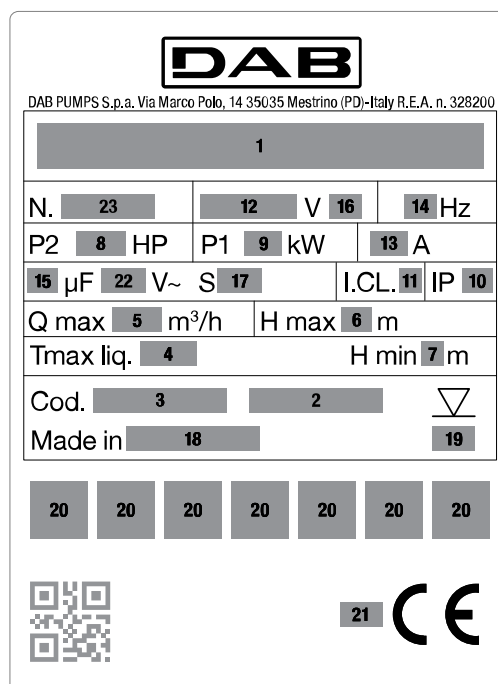 DAB
DAB PUMPS S.p.a. Via Marco Polo, 14 35035 Mestrino (PD)-Italy R.E.A. n. 328200
1
N. 23 12 V 16 14 Hz
P2 8 HP P1 9 kW 13 A
15 µF 22 V~ S 17 I.CL. 11 IP 10
Q max 5 m³/h H max 6 m
Tmax liq. 4 H min 7 m
Cod. 3 2
Made in 18 19
20 20 20 20 20 20 20
21 CE